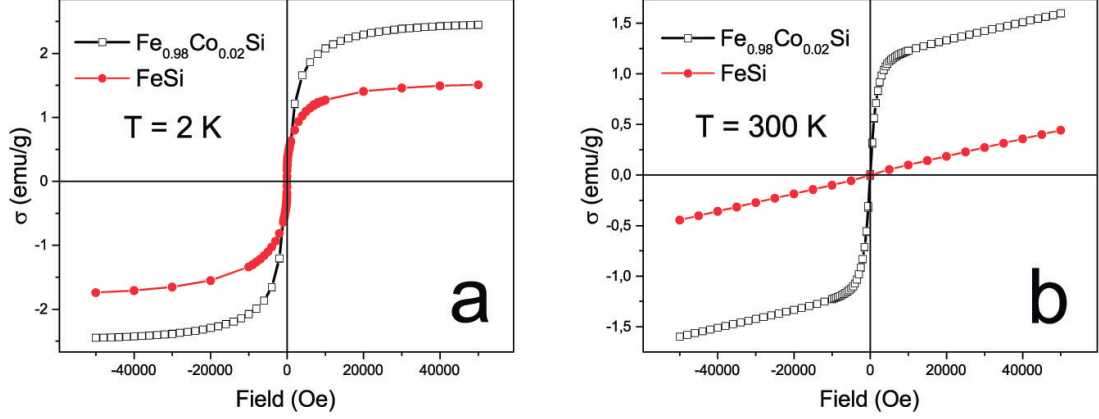 Fe0.98Co0.02Si
FeSi
T = 2 K
σ (emu/g)
2
1
0
-1
-2
-40000 -20000 0 20000 40000
Field (Oe)
a
Fe0.98Co0.02Si
FeSi
T = 300 K
σ (emu/g)
1,5
1,0
0,5
0,0
-0,5
-1,0
-1,5
-40000 -20000 0 20000 40000
Field (Oe)
b